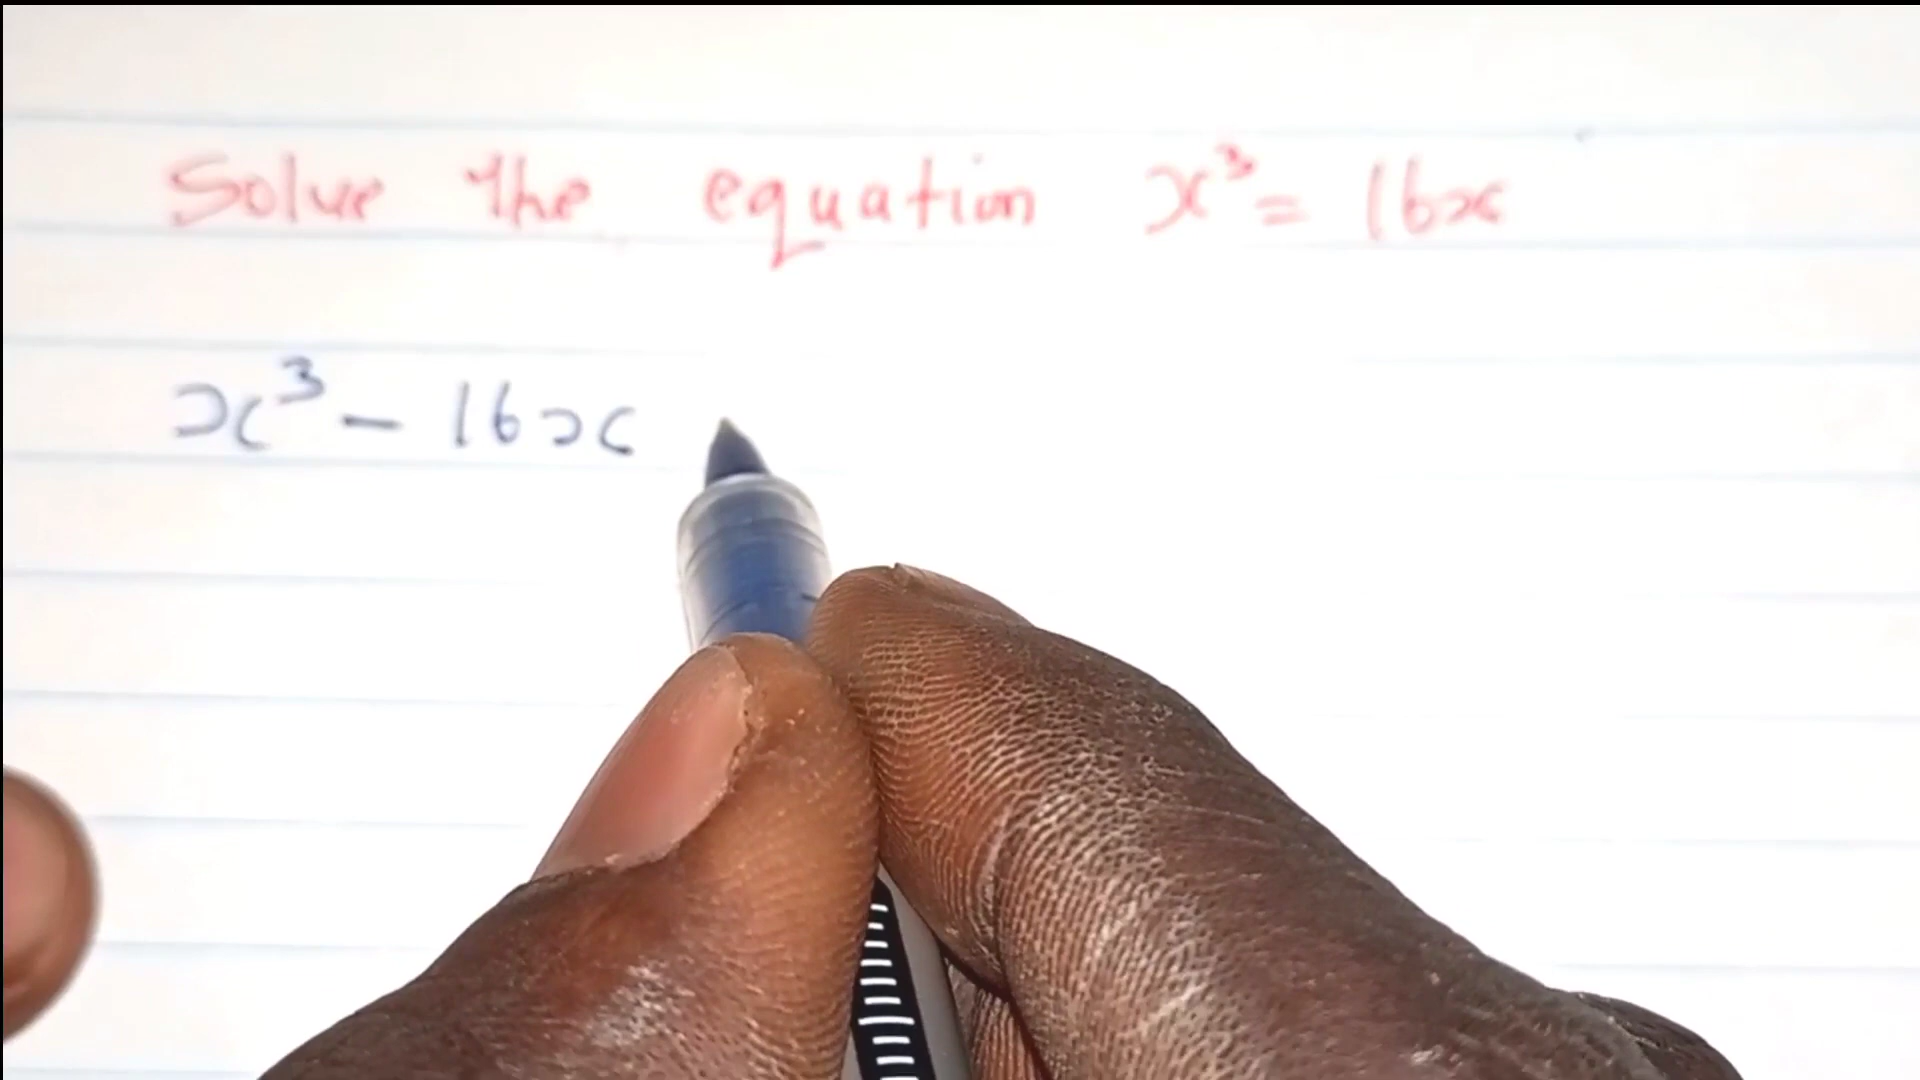 Solve the equation x³ = 16x
x³ - 16x